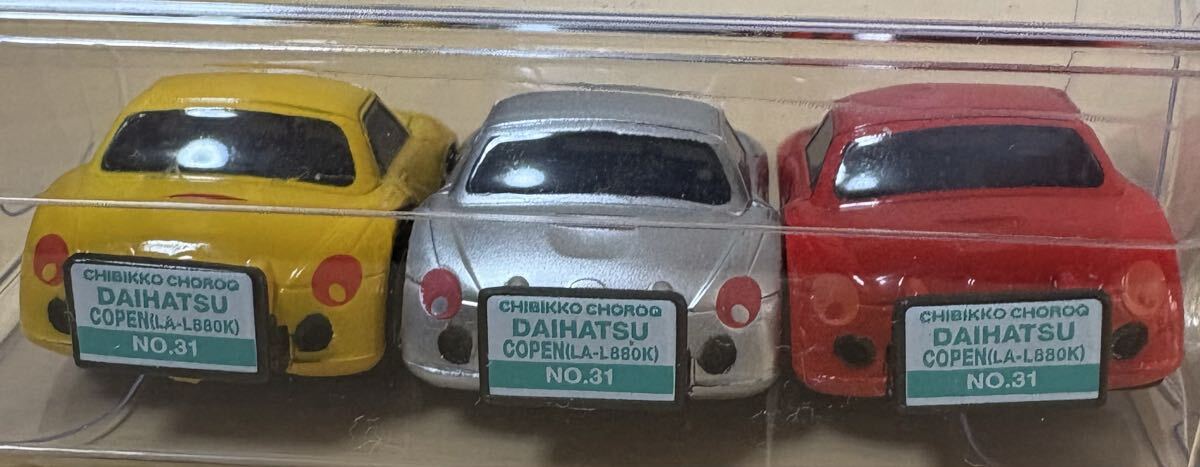 CHIBIKKO CHOROQ
DAIHATSU
COPEN(LA-L880K)
NO.31
CHIBIKKO CHOROQ
DAIHATSU
COPEN(LA-L880K)
NO.31
CHIBIKKO CHOROQ
DAIHATSU
COPEN(LA-L880K)
NO.31